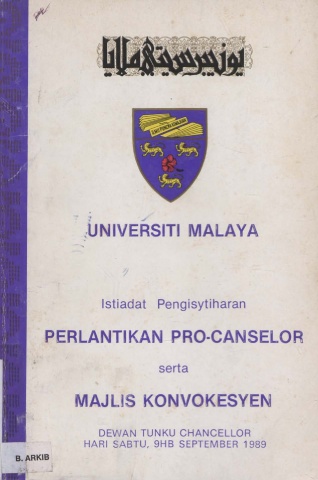 يونيبرسيتي ملايا
UNIVERSITI MALAYA
Istiadat Pengisytiharan
PERLANTIKAN PRO-CANSELOR
serta
MAJLIS KONVOKESYEN
DEWAN TUNKU CHANCELLOR
HARI SABTU, 9HB SEPTEMBER 1989
B. ARKIB